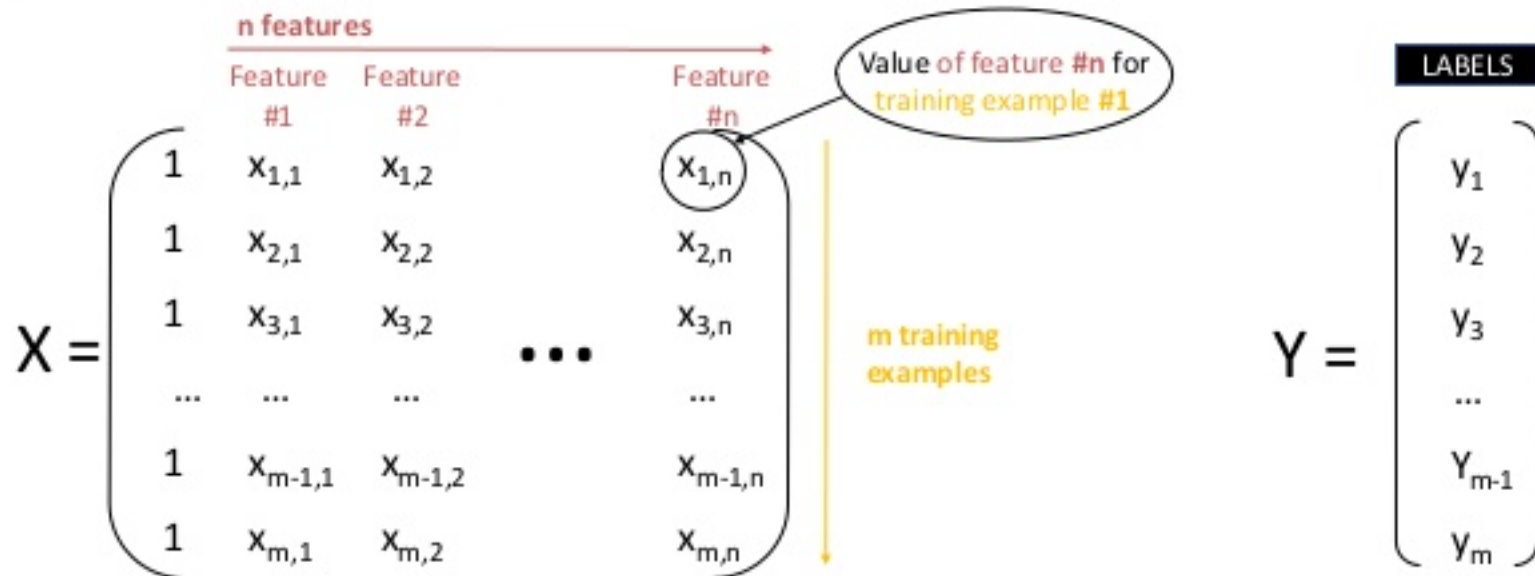 n features
Feature #1 Feature #2 Feature #n
Value of feature #n for
training example #1
LABELS
1 x1,1 x1,2 x1,n
1 x2,1 x2,2 x2,n
1 x3,1 x3,2 x3,n
X = ...
... ... ... ...
1 xm-1,1 xm-1,2 xm-1,n
1 xm,1 xm,2 xm,n
m training
examples
Y =
y1
y2
y3
...
Ym-1
ym